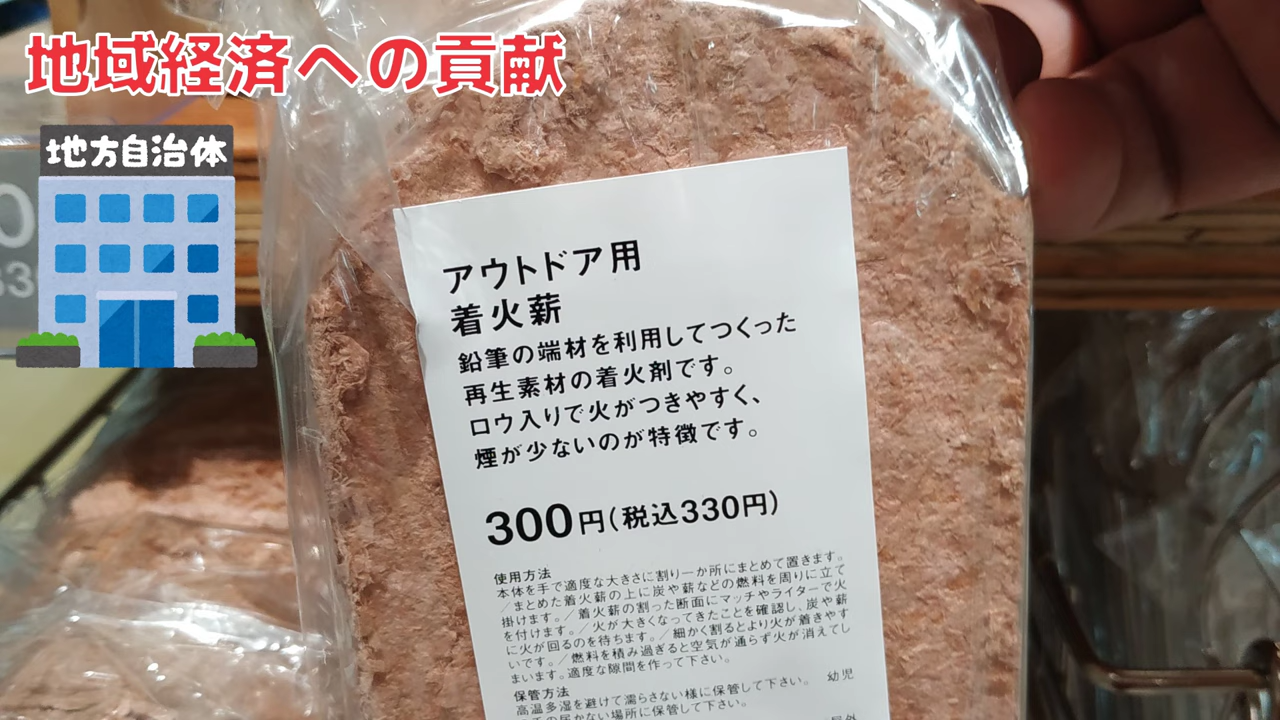 地域経済への貢献
地方自治体
アウトドア用
着火薪
鉛筆の端材を利用してつくった
再生素材の着火剤です。
ロウ入りで火がつきやすく、
煙が少ないのが特徴です。
300円(税込330円)
使用方法
本体を手で適度な大きさに割り一か所にまとめて置きます。
/まとめた着火薪の上に炭や薪などの燃料を周りに立て
掛けます。/着火薪の割った断面にマッチやライターで火
を付けます。/火が大きくなってきたことを確認し、炭や薪
に火が回るのを待ちます。/細かく割るとより火が着きやす
いです。/燃料を積み過ぎると空気が通らず火が消えてし
まいます。適度な隙間を作って下さい。
保管方法
高温多湿を避けて濡らさない様に保管して下さい。 幼児
の届かない場所に保管して下さい。